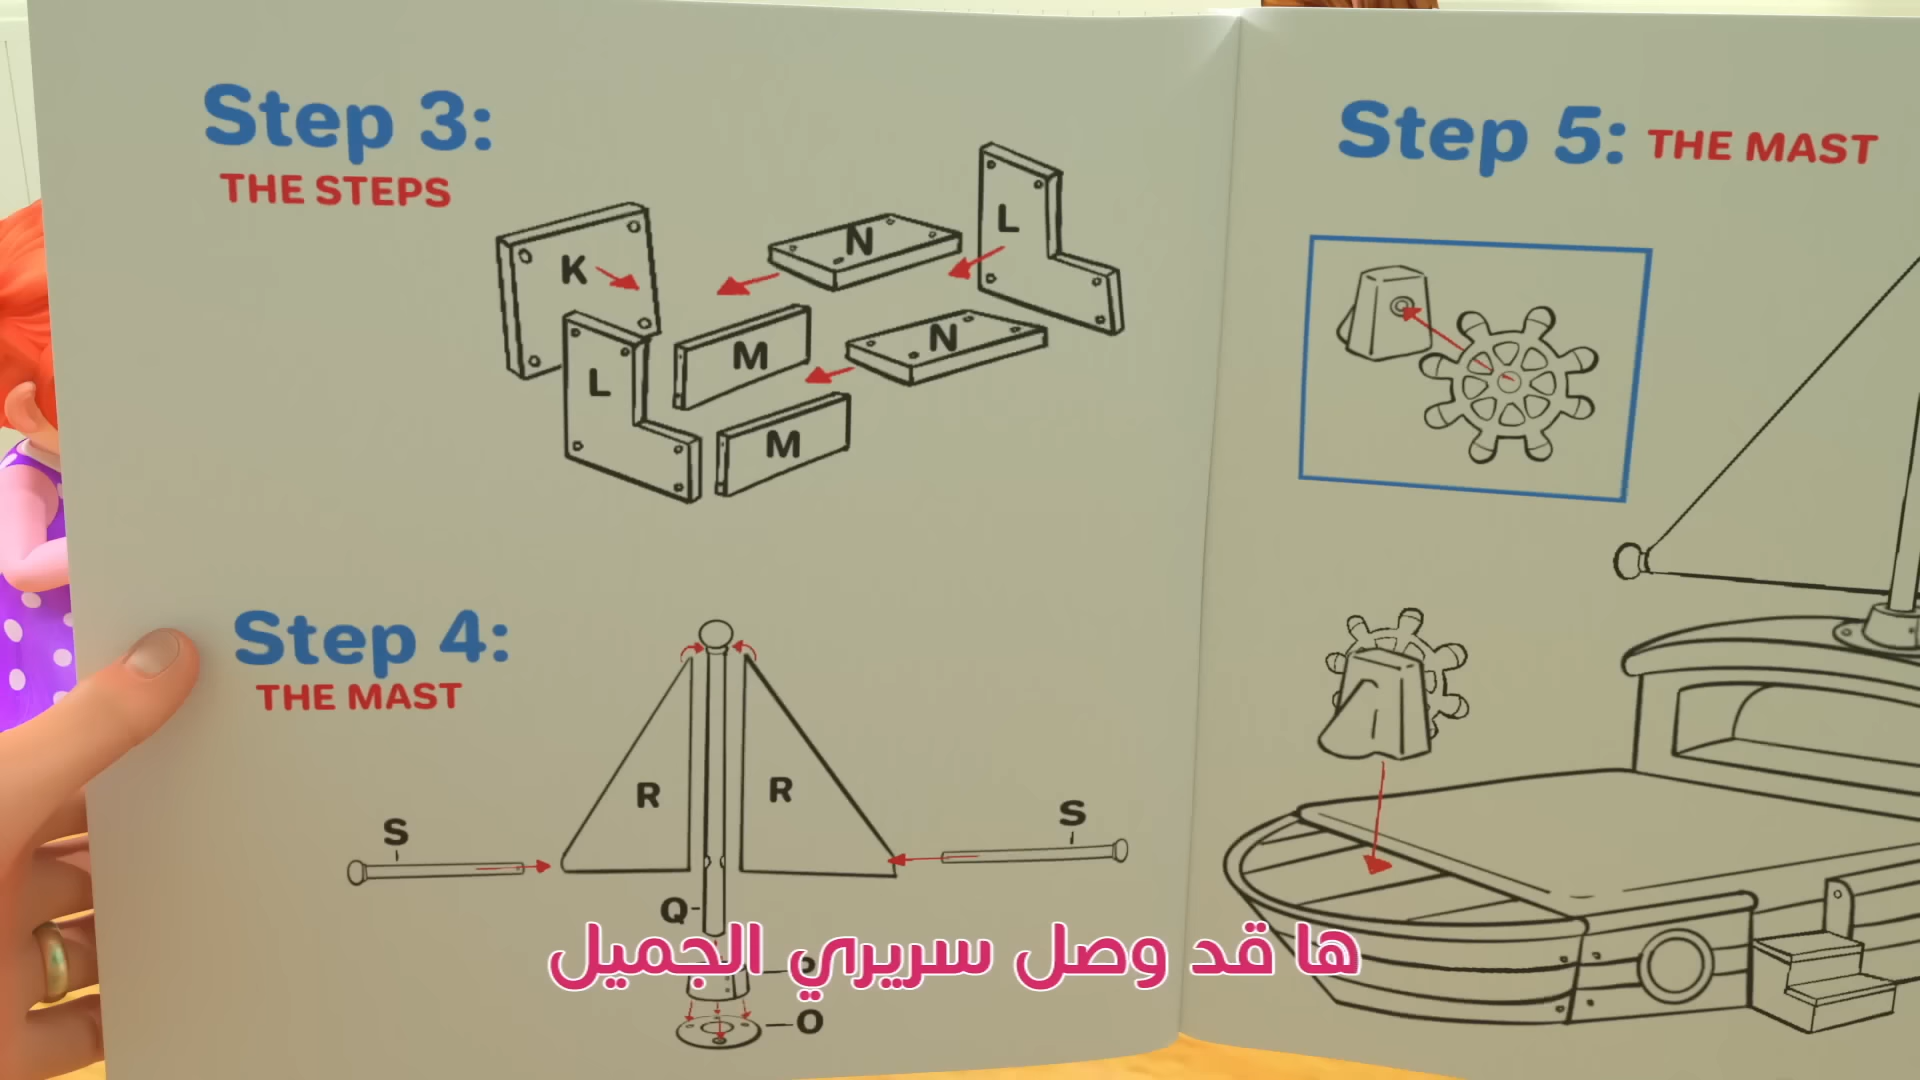 Step 3:
THE STEPS
K
N
L
L
M
N
M
Step 4:
THE MAST
R
R
S
S
Q
O
Step 5: THE MAST
ها قد وصل سريري الجميل